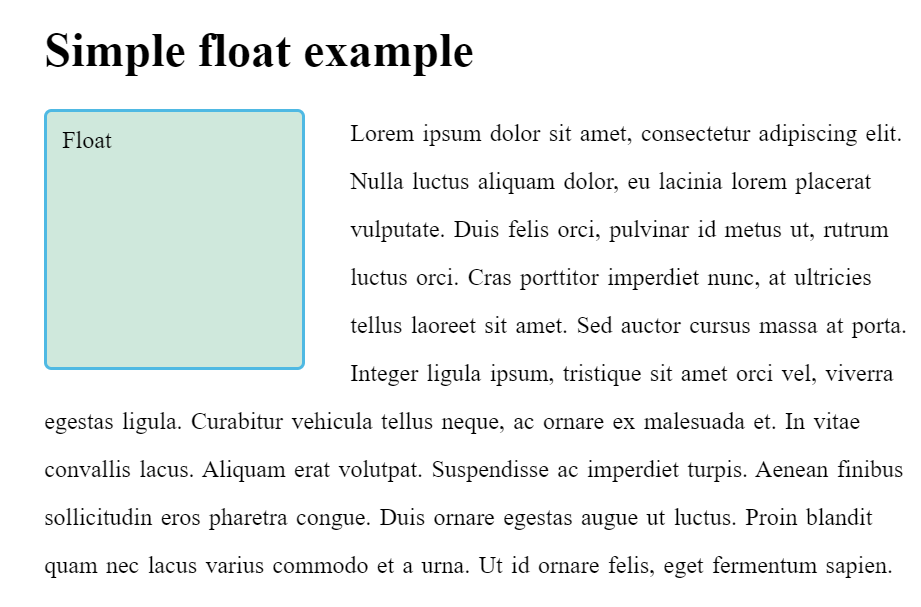 Simple float example
Float
Lorem ipsum dolor sit amet, consectetur adipiscing elit.
Nulla luctus aliquam dolor, eu lacinia lorem placerat
vulputate. Duis felis orci, pulvinar id metus ut, rutrum
luctus orci. Cras porttitor imperdiet nunc, at ultricies
tellus laoreet sit amet. Sed auctor cursus massa at porta.
Integer ligula ipsum, tristique sit amet orci vel, viverra
egestas ligula. Curabitur vehicula tellus neque, ac ornare ex malesuada et. In vitae
convallis lacus. Aliquam erat volutpat. Suspendisse ac imperdiet turpis. Aenean finibus
sollicitudin eros pharetra congue. Duis ornare egestas augue ut luctus. Proin blandit
quam nec lacus varius commodo et a urna. Ut id ornare felis, eget fermentum sapien.